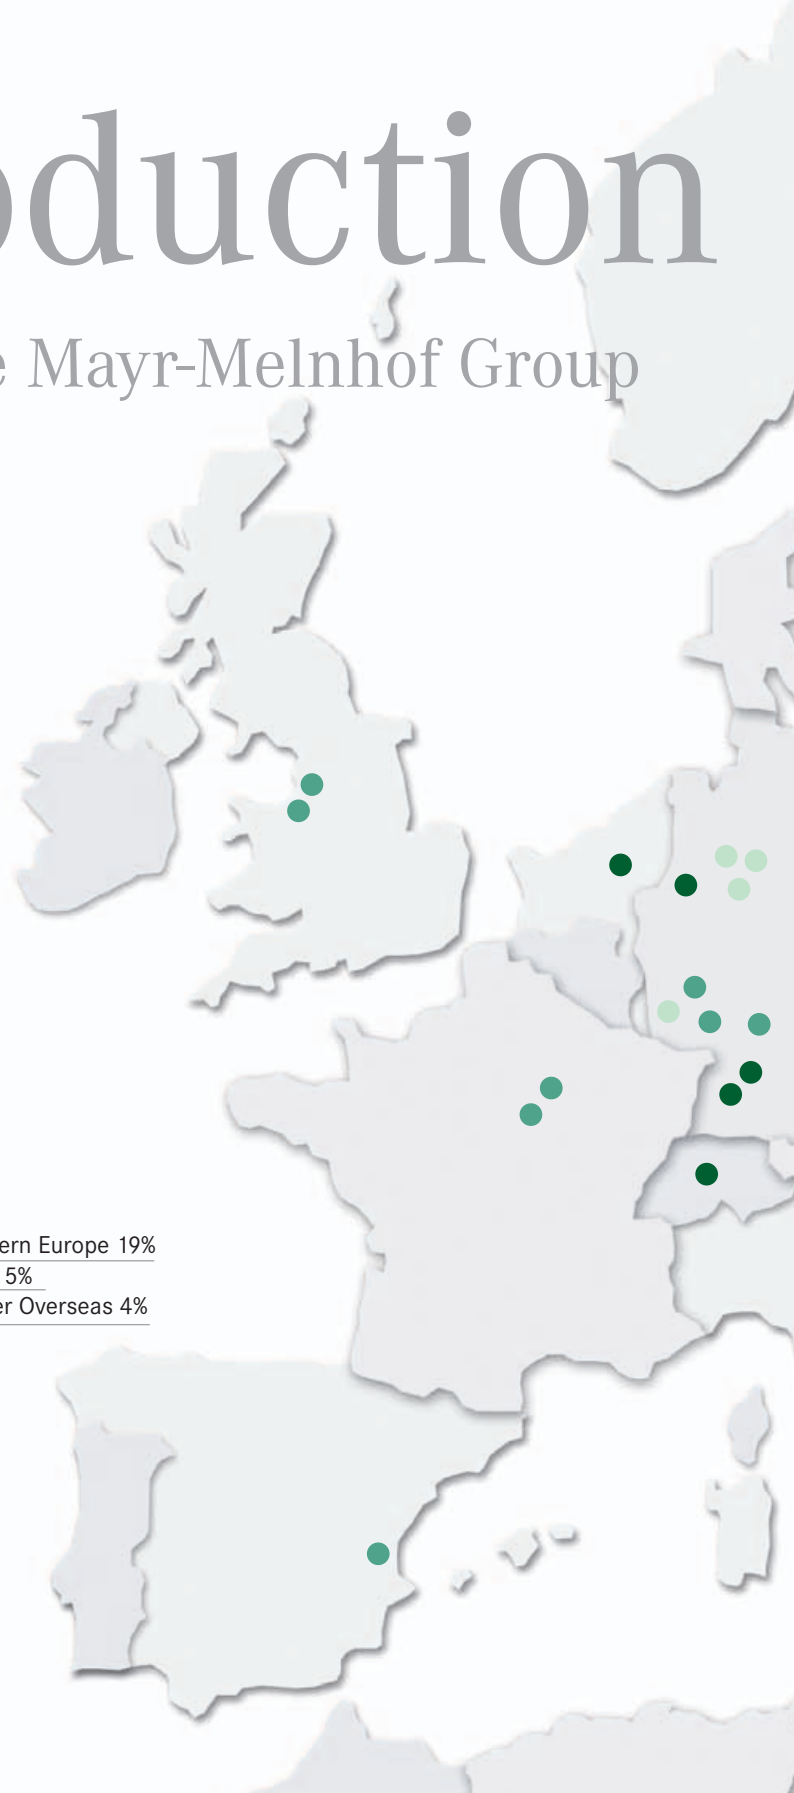 oduction
e Mayr-Melnhof Group
ern Europe 19%
5%
er Overseas 4%